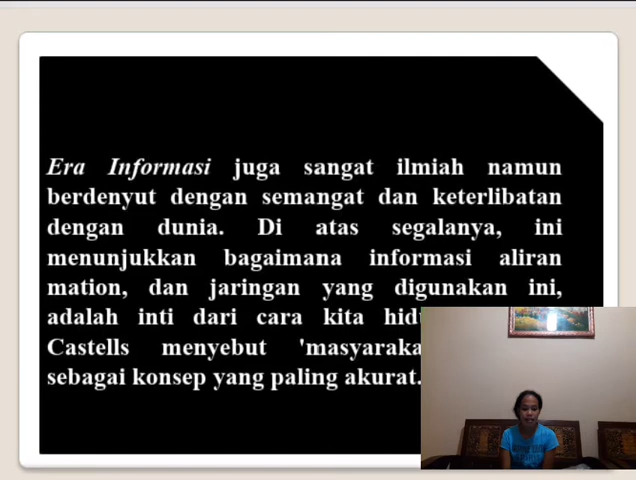 Era Informasi juga sangat ilmiah namun
berdenyut dengan semangat dan keterlibatan
dengan dunia. Di atas segalanya, ini
menunjukkan bagaimana informasi aliran
mation, dan jaringan yang digunakan ini,
adalah inti dari cara kita
Castells menyebut
sebagai konsep yang paling akurat.